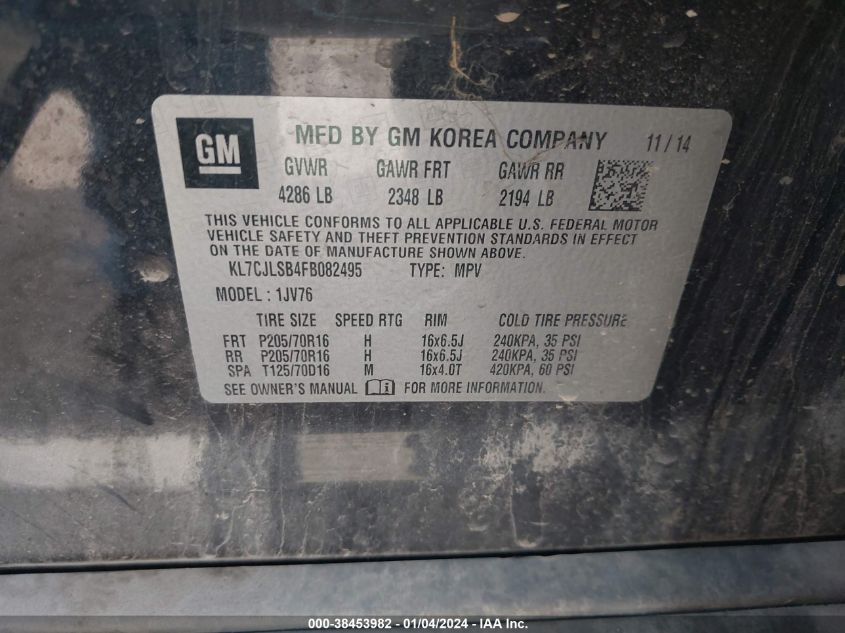 GM MFD BY GM KOREA COMPANY 11/14
GVWR GAWR FRT GAWR RR
4286 LB 2348 LB 2194 LB
THIS VEHICLE CONFORMS TO ALL APPLICABLE U.S. FEDERAL MOTOR
VEHICLE SAFETY AND THEFT PREVENTION STANDARDS IN EFFECT
ON THE DATE OF MANUFACTURE SHOWN ABOVE.
KL7CJLSB4FB082495 TYPE: MPV
MODEL : 1JV76
TIRE SIZE SPEED RTG RIM COLD TIRE PRESSURE
FRT P205/70R16 H 16x6.5J 240KPA, 35 PSI
RR P205/70R16 H 16x6.5J 240KPA, 35 PSI
SPA T125/70D16 M 16x4.0T 420KPA, 60 PSI
SEE OWNER'S MANUAL FOR MORE INFORMATION.
000-38453982 - 01/04/2024 - IAA Inc.